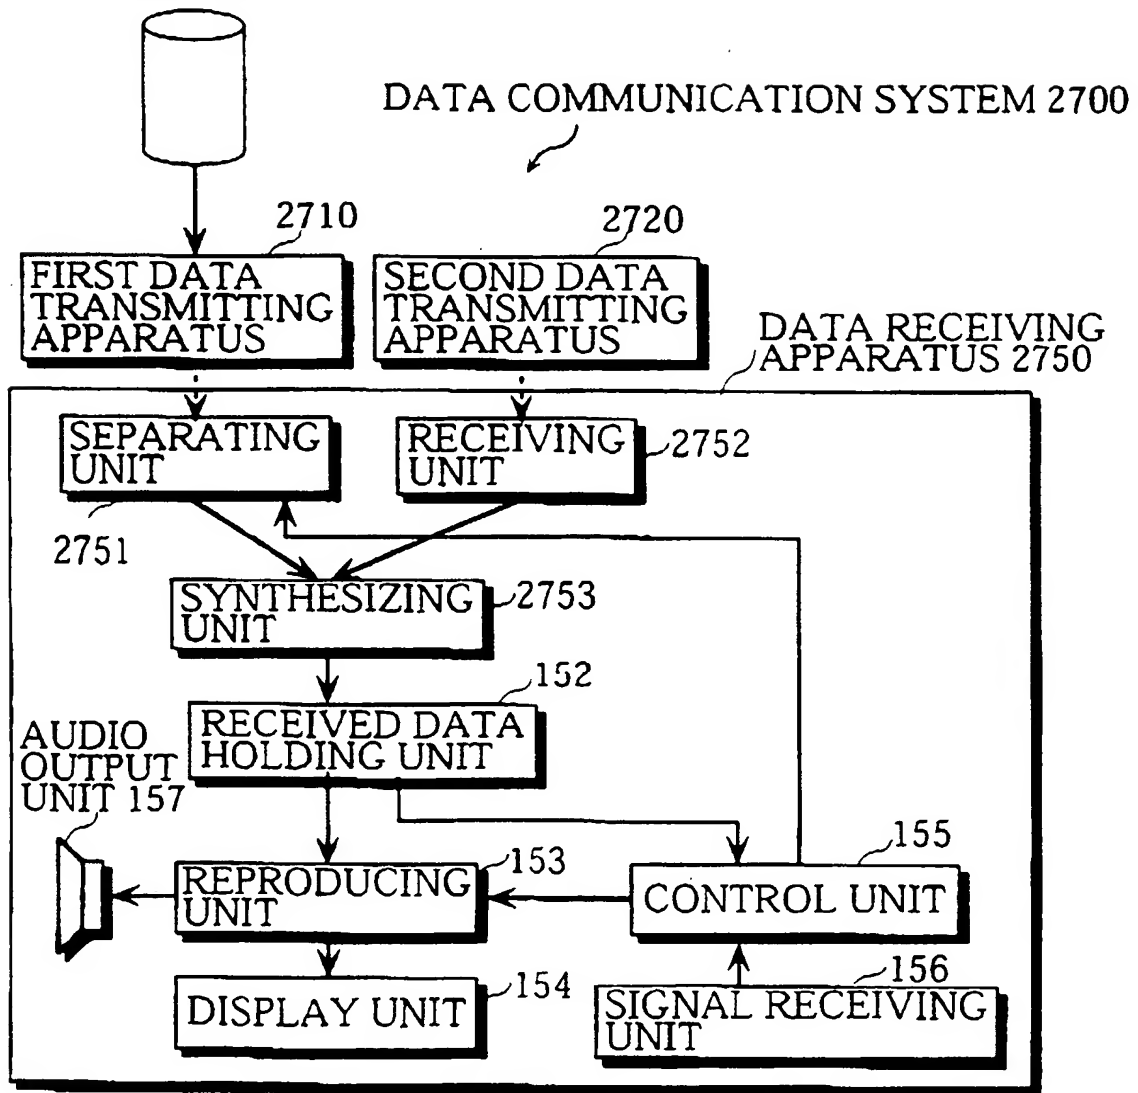 DATA COMMUNICATION SYSTEM 2700
2710
2720
FIRST DATA
TRANSMITTING
APPARATUS
SECOND DATA
TRANSMITTING
APPARATUS
DATA RECEIVING
APPARATUS 2750
SEPARATING
UNIT
RECEIVING
UNIT
2752
2751
SYNTHESIZING
UNIT
2753
152
RECEIVED DATA
HOLDING UNIT
AUDIO
OUTPUT
UNIT 157
153
155
REPRODUCING
UNIT
CONTROL UNIT
154
156
DISPLAY UNIT
SIGNAL RECEIVING
UNIT